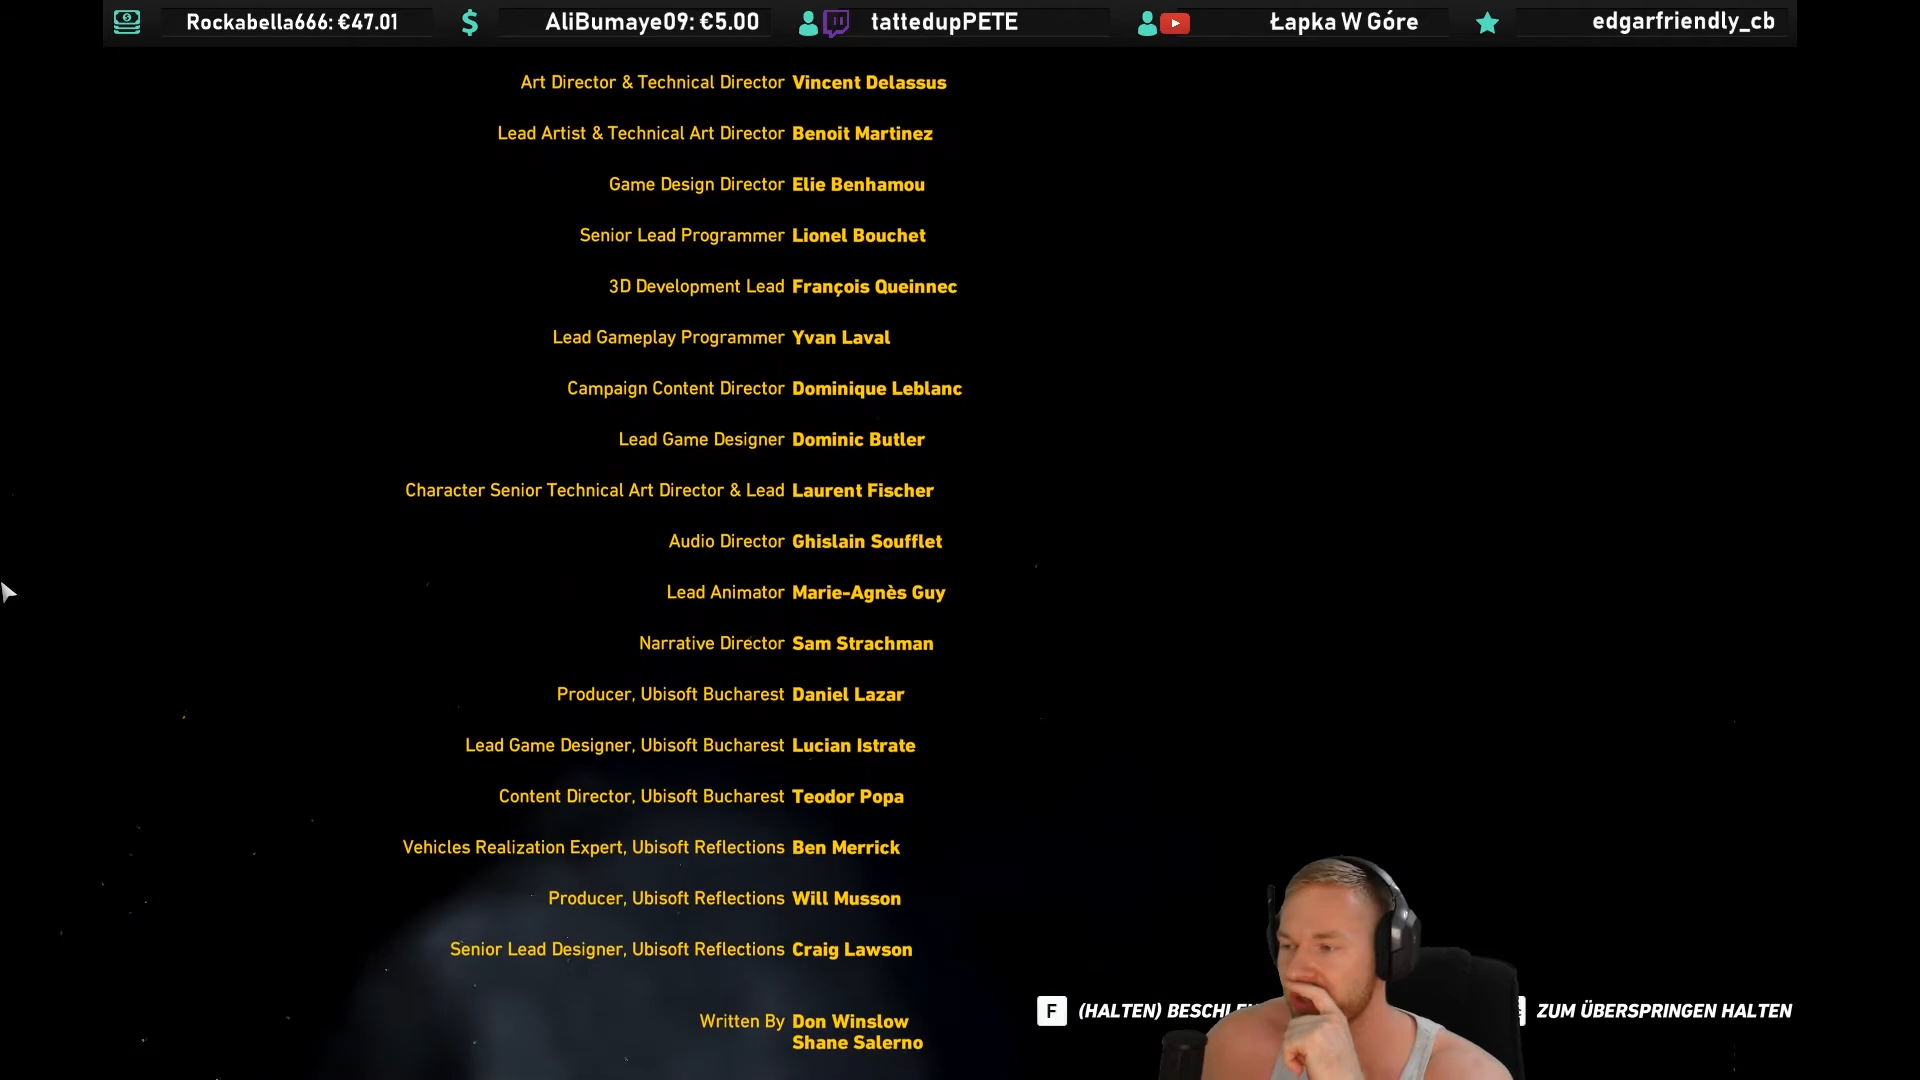 Rockabella666: €47.01
AliBumaye09: €5.00
tattedupPETE
Łapka W Góre
edgarfriendly_cb
Art Director & Technical Director Vincent Delassus
Lead Artist & Technical Art Director Benoit Martinez
Game Design Director Elie Benhamou
Senior Lead Programmer Lionel Bouchet
3D Development Lead François Queinnec
Lead Gameplay Programmer Yvan Laval
Campaign Content Director Dominique Leblanc
Lead Game Designer Dominic Butler
Character Senior Technical Art Director & Lead Laurent Fischer
Audio Director Ghislain Soufflet
Lead Animator Marie-Agnès Guy
Narrative Director Sam Strachman
Producer, Ubisoft Bucharest Daniel Lazar
Lead Game Designer, Ubisoft Bucharest Lucian Istrate
Content Director, Ubisoft Bucharest Teodor Popa
Vehicles Realization Expert, Ubisoft Reflections Ben Merrick
Producer, Ubisoft Reflections Will Musson
Senior Lead Designer, Ubisoft Reflections Craig Lawson
Written By Don Winslow
Shane Salerno
F (HALTEN)
ZUM ÜBERSPRINGEN HALTEN